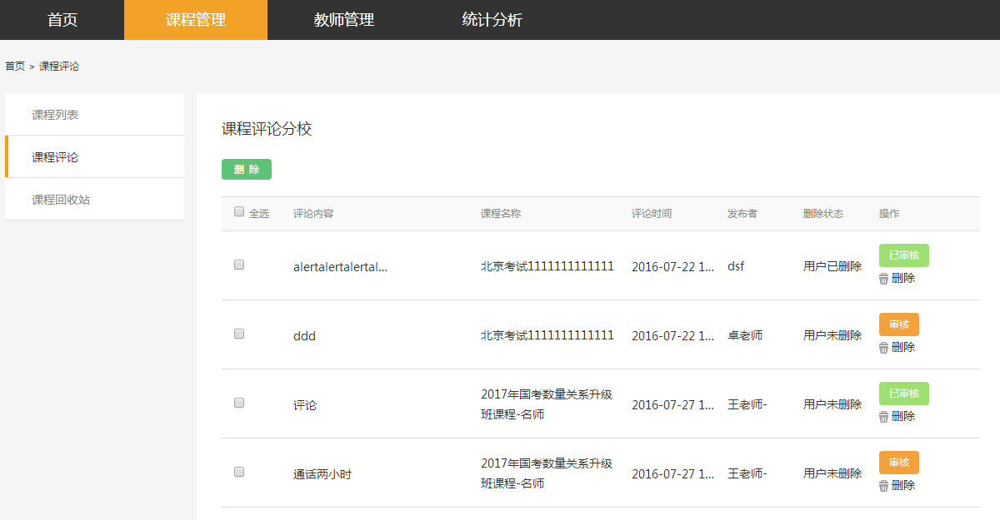 首页 课程管理 教师管理 统计分析
首页 > 课程评论
课程列表
课程评论
课程回收站
课程评论分校
删 除
全选 评论内容 课程名称 评论时间 发布者 删除状态 操作
alertalertalertal... 北京考试1111111111111 2016-07-22 1... dsf 用户已删除 已审核
删除
ddd 北京考试1111111111111 2016-07-22 1... 卓老师 用户未删除 审核
删除
评论 2017年国考数量关系升级 2016-07-27 1... 王老师- 用户未删除 已审核
班课程-名师 删除
通话两小时 2017年国考数量关系升级 2016-07-27 1... 王老师- 用户未删除 审核
班课程-名师 删除